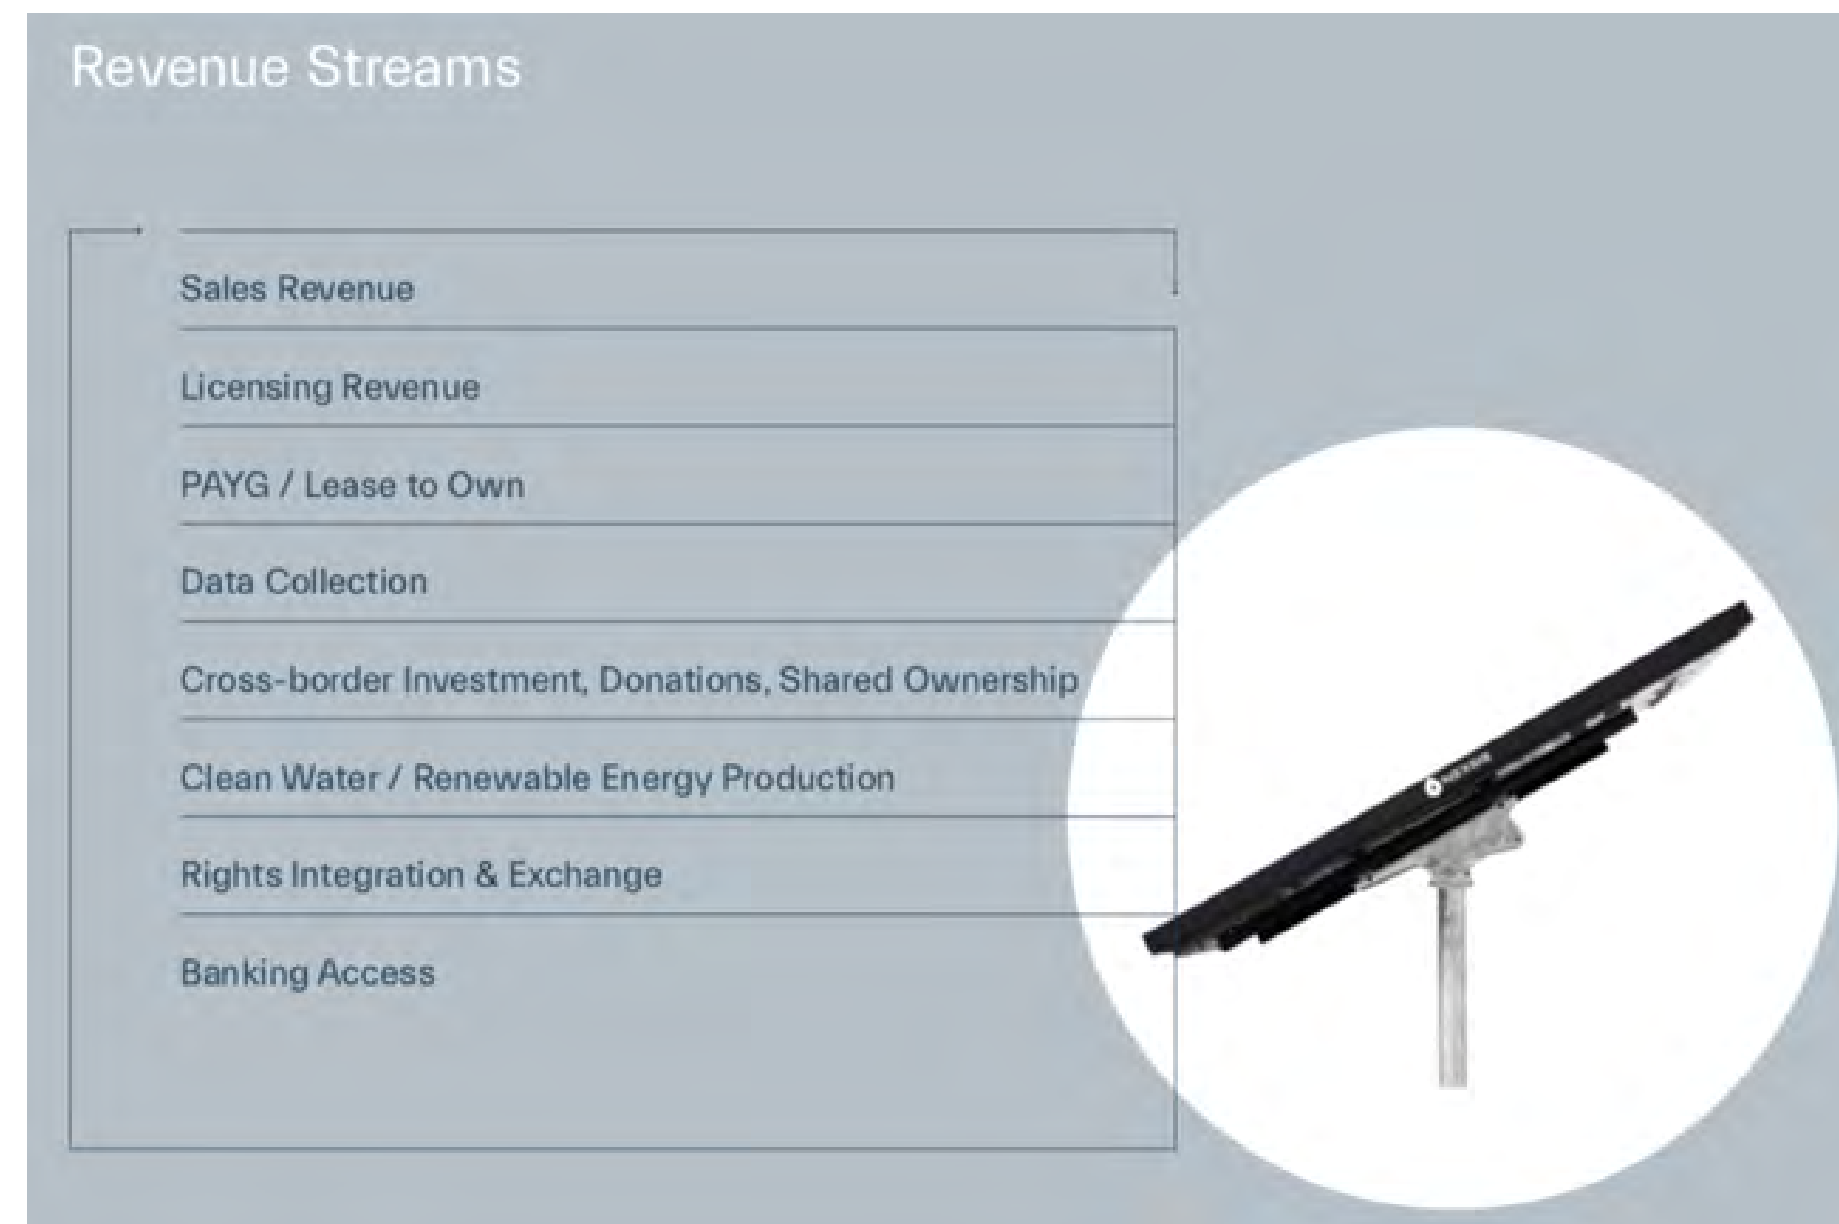 Revenue Streams
Sales Revenue
Licensing Revenue
PAYG / Lease to Own
Data Collection
Cross-border Investment, Donations, Shared Ownership
Clean Water / Renewable Energy Production
Rights Integration & Exchange
Banking Access